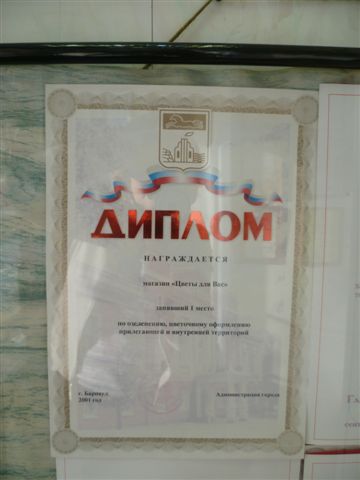 ДИПЛОМ
НАГРАЖДАЕТСЯ
магазин «Цветы для Вас»
занявший I место
по озеленению, цветочному оформлению
прилегающей и внутренней территорий
г. Барнаул Администрация города
2001 год